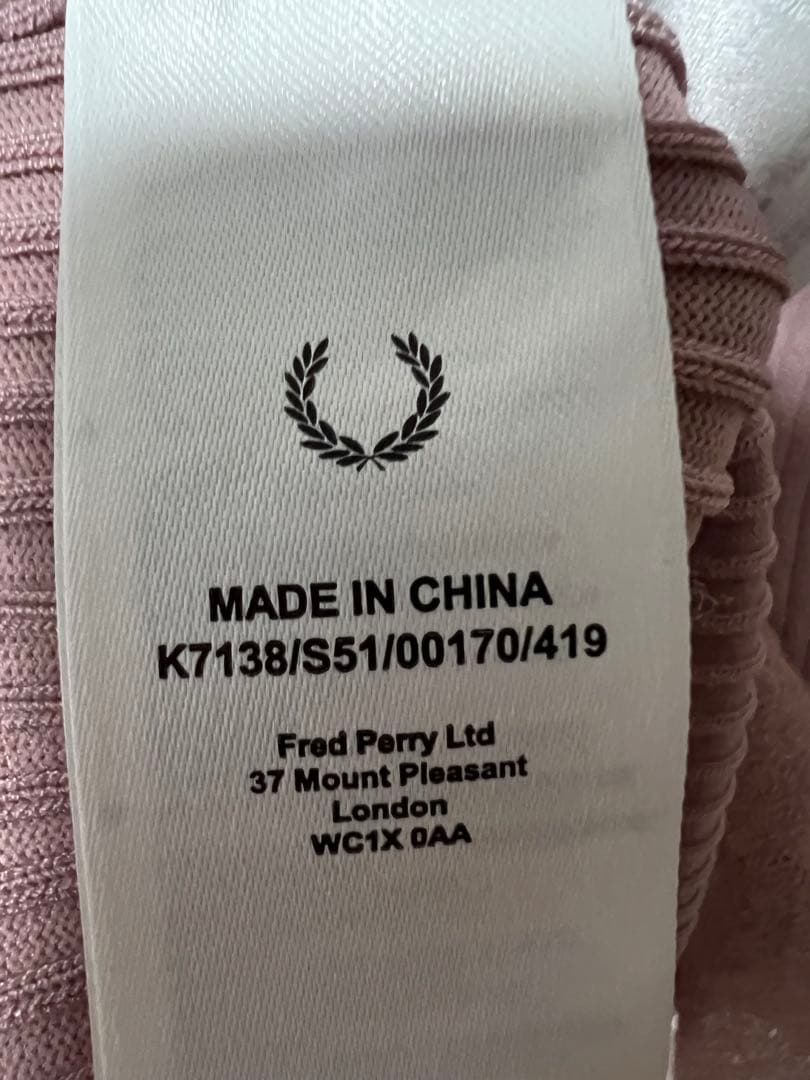 MADE IN CHINA
K7138/S51/00170/419
Fred Perry Ltd
37 Mount Pleasant
London
WC1X 0AA